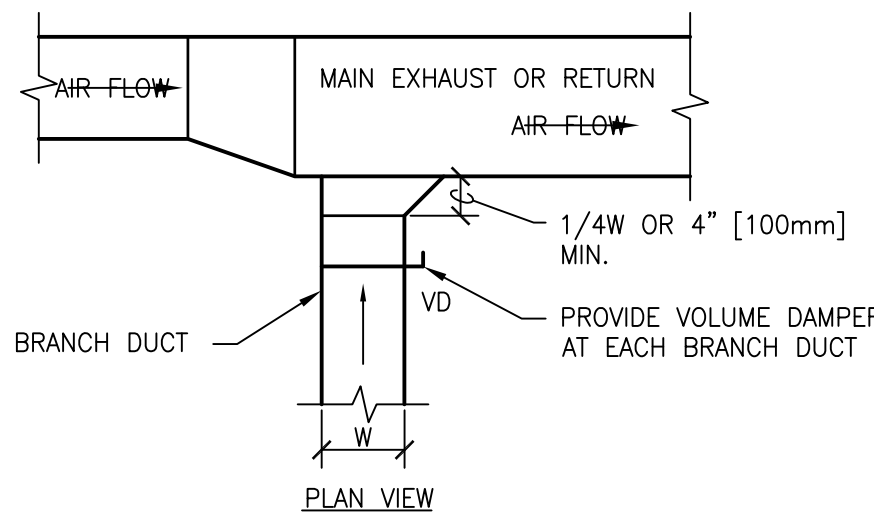 AIR FLOW
MAIN EXHAUST OR RETURN
AIR FLOW
1/4W OR 4" [100mm]
MIN.
VD
PROVIDE VOLUME DAMPER
AT EACH BRANCH DUCT
BRANCH DUCT
W
PLAN VIEW